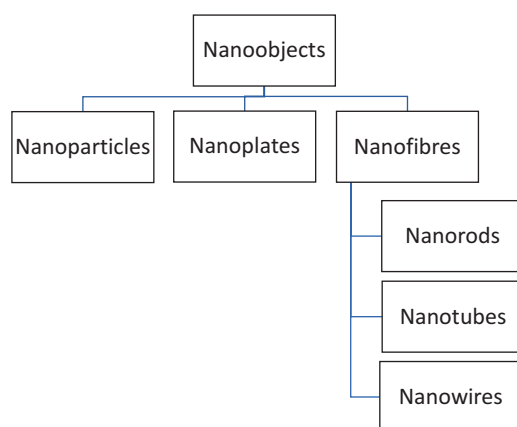 Nanoobjects
Nanoparticles
Nanoplates
Nanofibres
Nanorods
Nanotubes
Nanowires